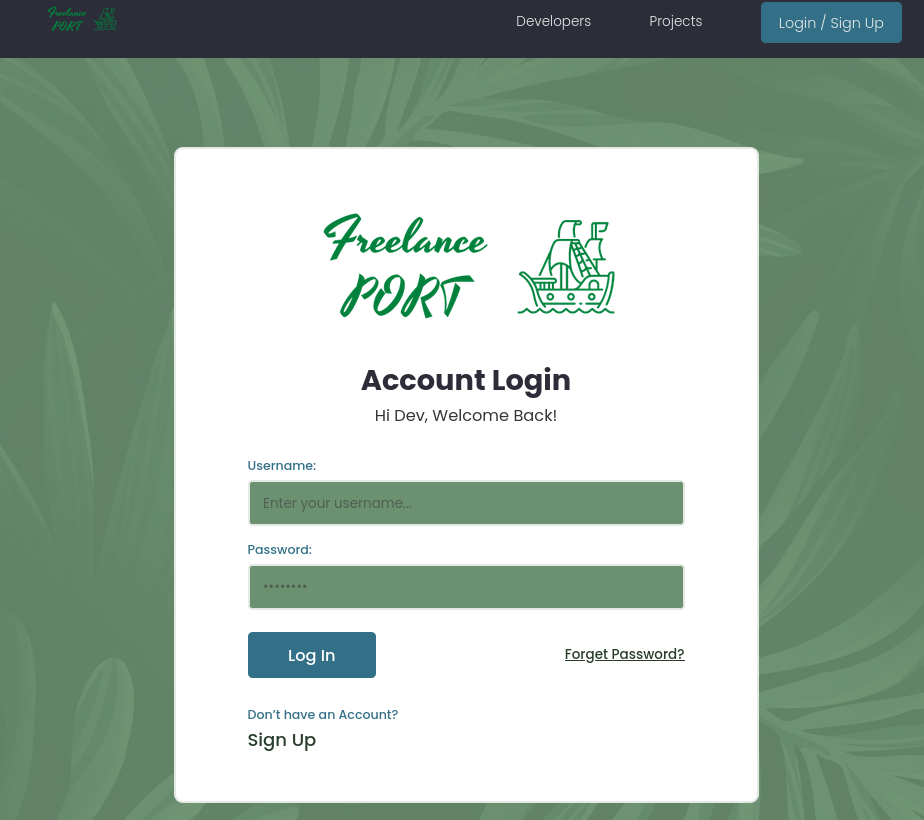 Freelance
PORT
Developers
Projects
Login / Sign Up
Freelance
PORT
Account Login
Hi Dev, Welcome Back!
Username:
Enter your username...
Password:
••••••••
Log In
Forget Password?
Don’t have an Account?
Sign Up